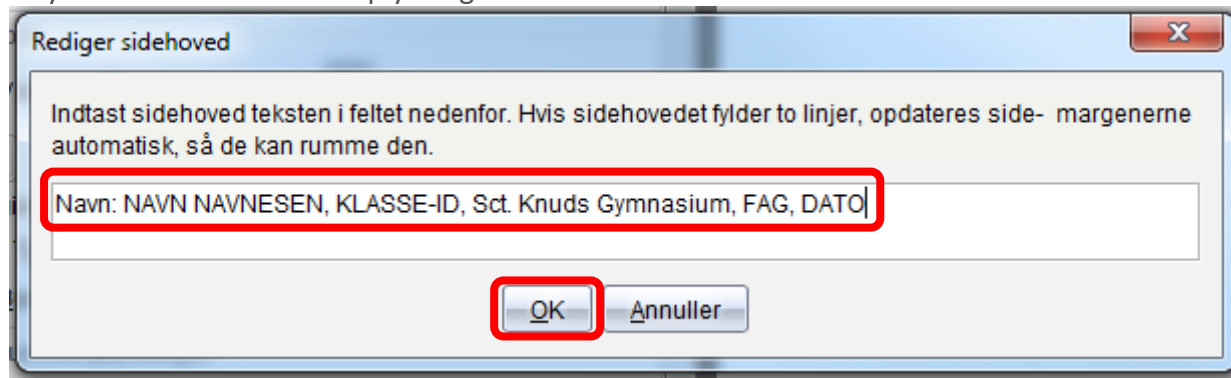 Rediger sidehoved
Indtast sidehoved teksten i feltet nedenfor. Hvis sidehovedet fylder to linjer, opdateres side- margenerne
automatisk, så de kan rumme den.
Navn: NAVN NAVNESEN, KLASSE-ID, Sct. Knuds Gymnasium, FAG, DATO
OK Annuller